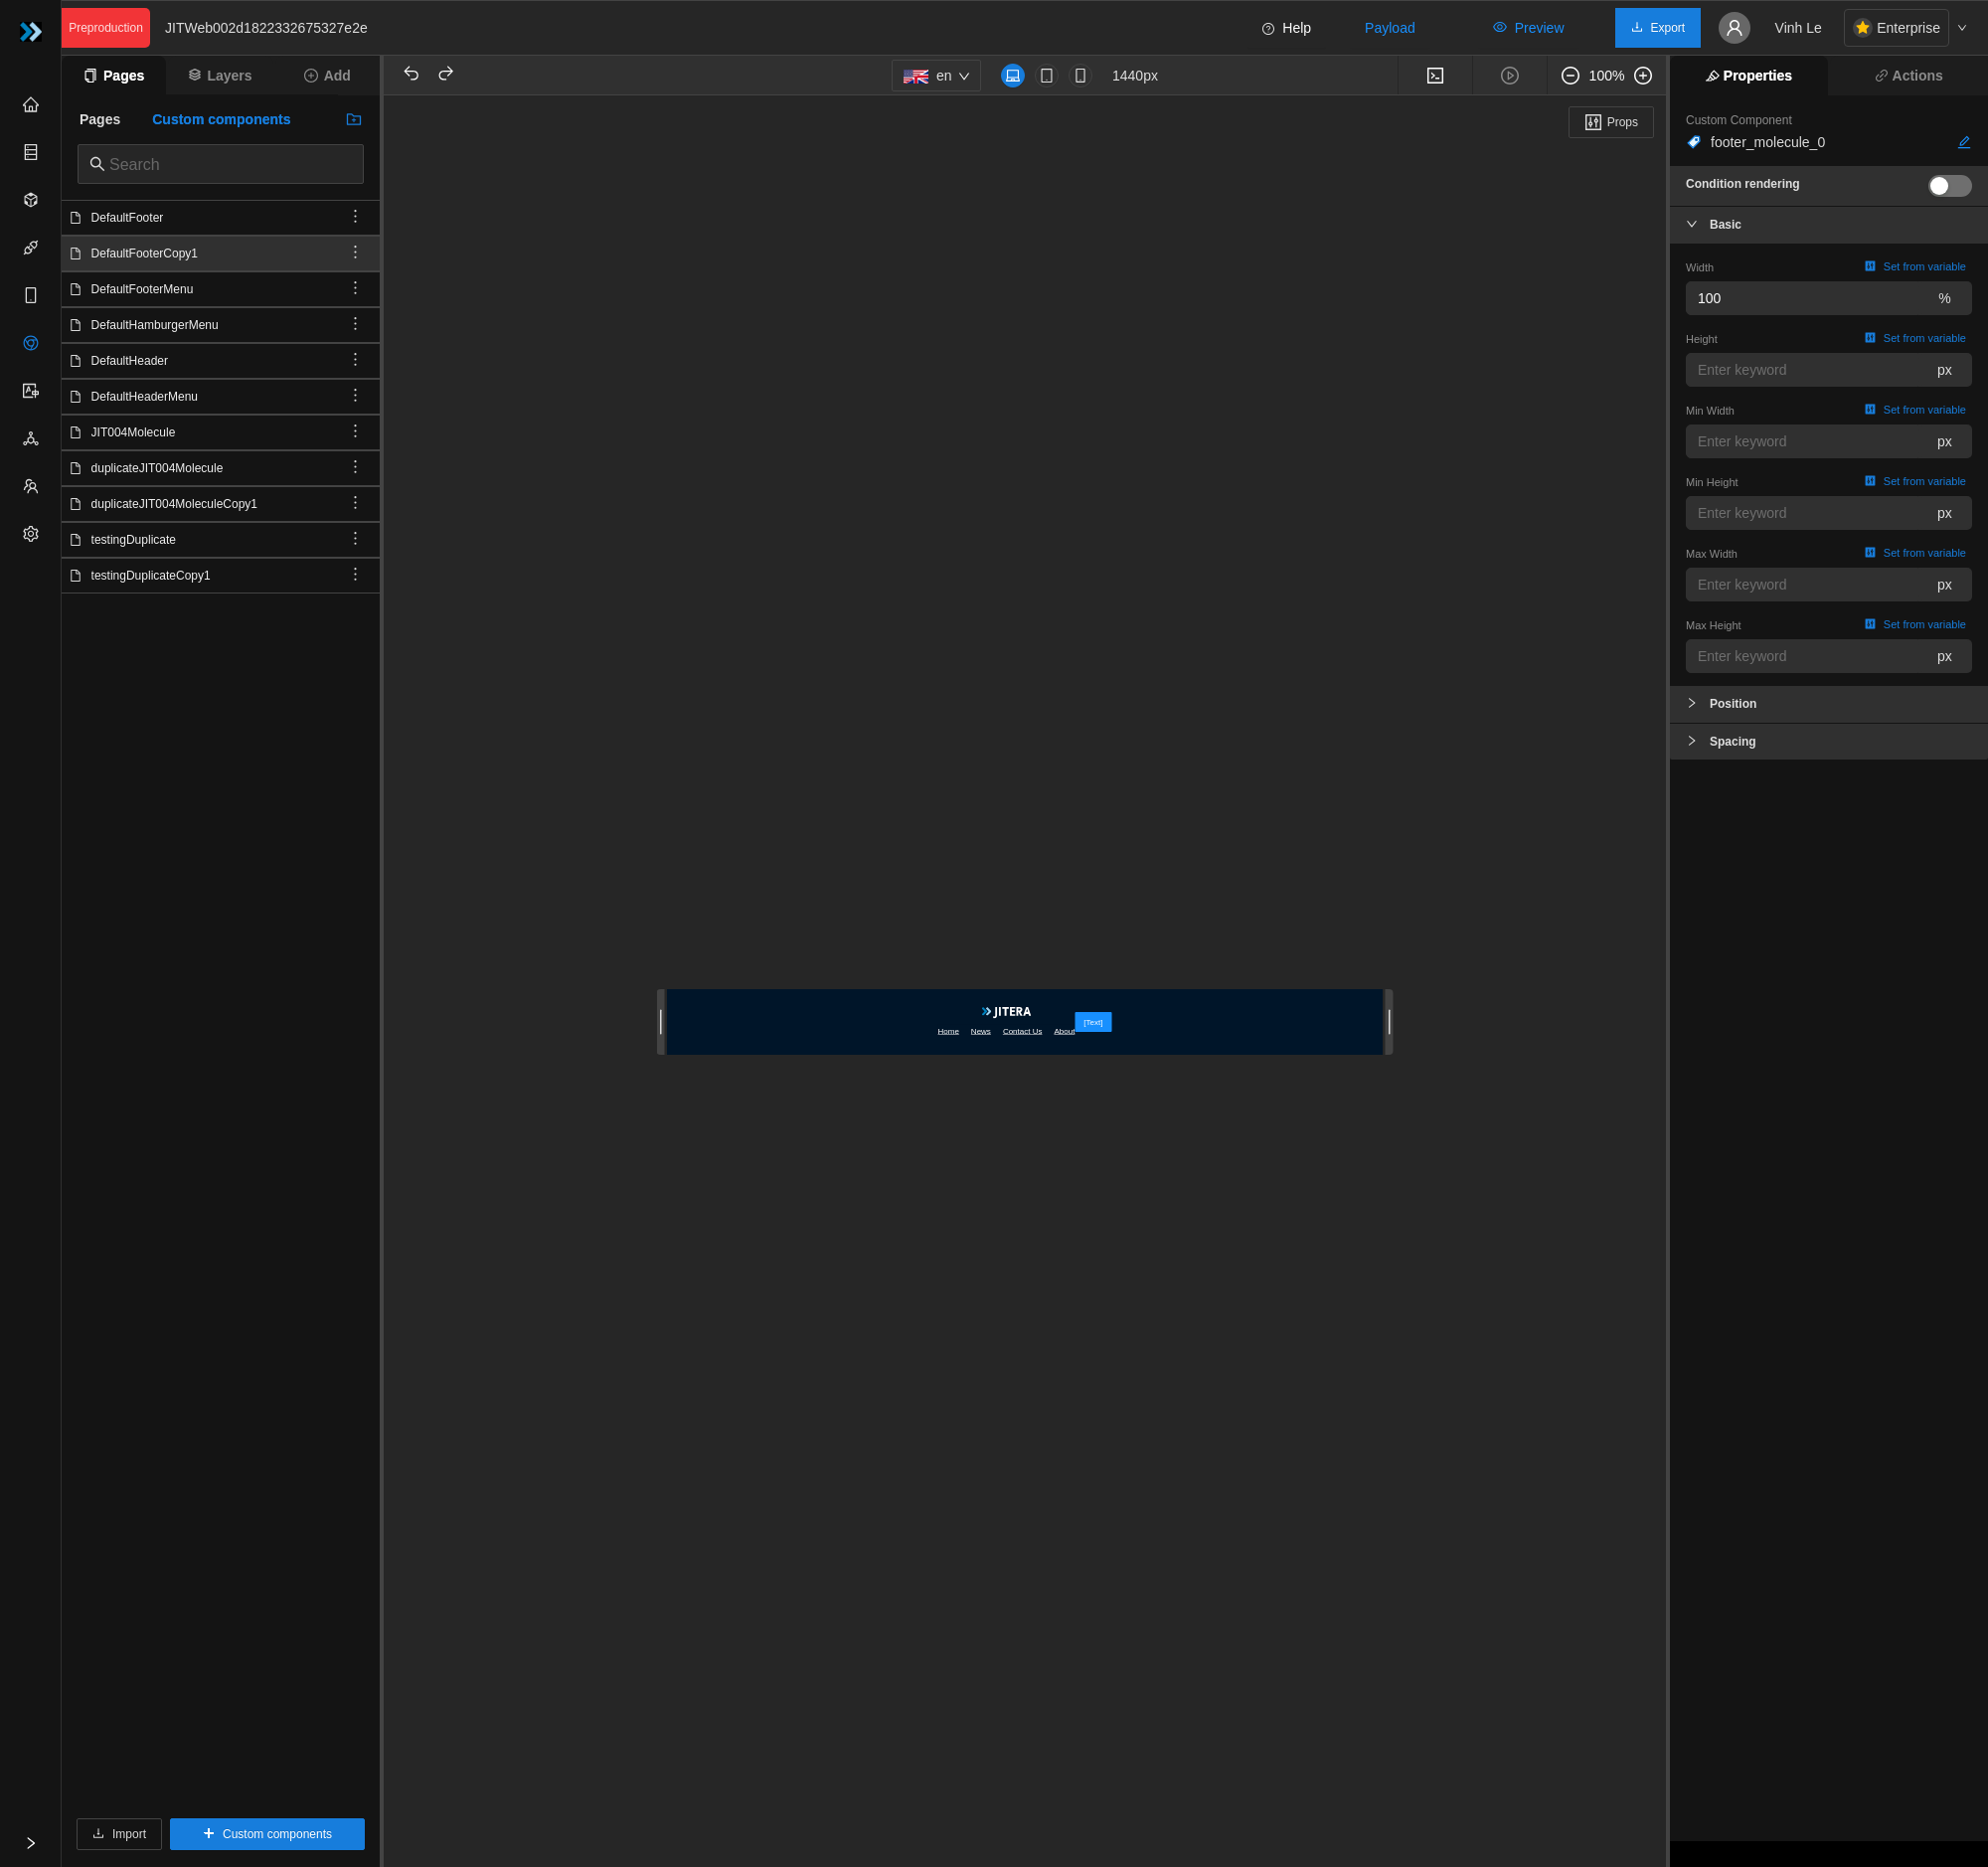 Preproduction
JITWeb002d1822332675327e2e
Help
Payload
Preview
Export
Vinh Le
Enterprise
Pages
Layers
Add
en
1440px
100%
Properties
Actions
Pages
Custom components
Search
DefaultFooter
DefaultFooterCopy1
DefaultFooterMenu
DefaultHamburgerMenu
DefaultHeader
DefaultHeaderMenu
JIT004Molecule
duplicateJIT004Molecule
duplicateJIT004MoleculeCopy1
testingDuplicate
testingDuplicateCopy1
Import
Custom components
Props
JITERA
Home News Contact Us About
[Text]
Custom Component
footer_molecule_0
Condition rendering
Basic
Width Set from variable
100 %
Height Set from variable
Enter keyword px
Min Width Set from variable
Enter keyword px
Min Height Set from variable
Enter keyword px
Max Width Set from variable
Enter keyword px
Max Height Set from variable
Enter keyword px
Position
Spacing